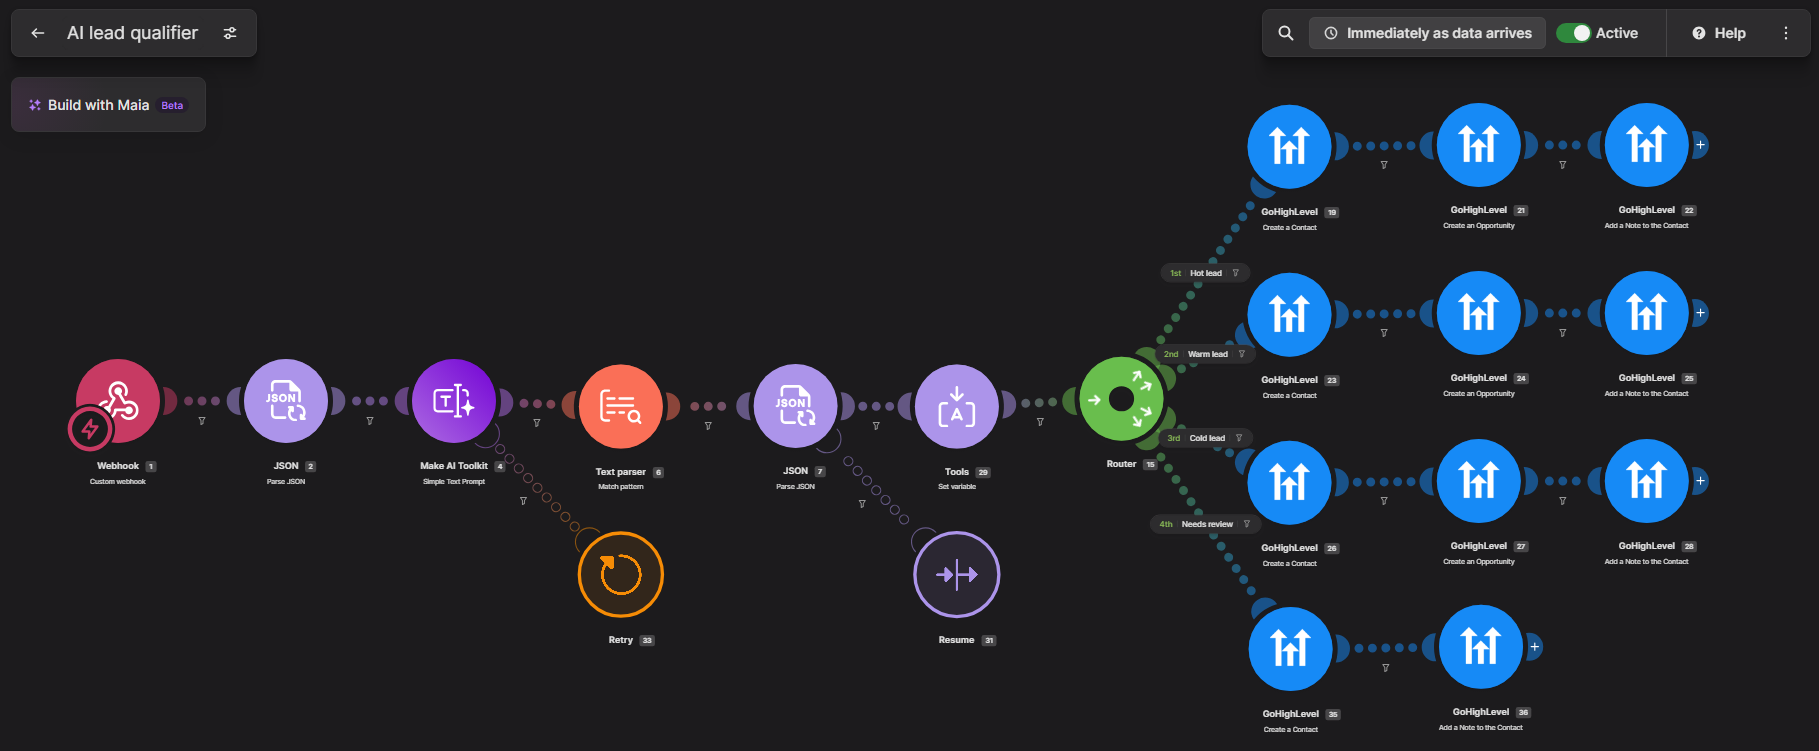 AI lead qualifier
Immediately as data arrives
Active
Help
Build with Maia Beta
GoHighLevel 19
Create a Contact
GoHighLevel 21
Create an Opportunity
GoHighLevel 22
Add a Note to the Contact
1st Hot lead
2nd Warm lead
GoHighLevel 23
Create a Contact
GoHighLevel 24
Create an Opportunity
GoHighLevel 25
Add a Note to the Contact
JSON
T
JSON
A
Webhook 1
Custom webhook
JSON 2
Parse JSON
Make AI Toolkit 4
Simple Text Prompt
Text parser 6
Match pattern
JSON 7
Parse JSON
Tools 29
Set variable
Router 15
3rd Cold lead
4th Needs review
GoHighLevel 26
Create a Contact
GoHighLevel 27
Create an Opportunity
GoHighLevel 28
Add a Note to the Contact
Retry 33
Resume 31
GoHighLevel 35
Create a Contact
GoHighLevel 36
Add a Note to the Contact